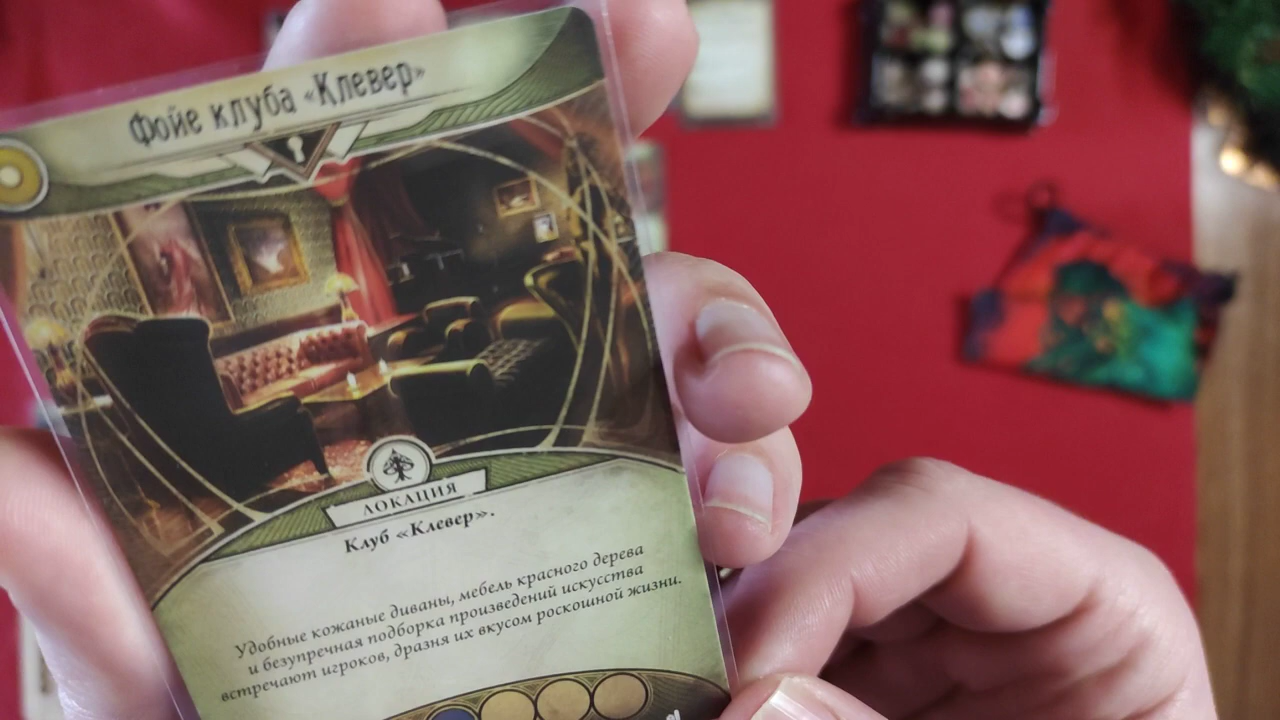 Фойе клуба «Клевер»
ЛОКАЦИЯ
Клуб «Клевер».
Удобные кожаные диваны, мебель красного дерева
и безупречная подборка произведений искусства
встречают игроков, дразня их вкусом роскошной жизни.